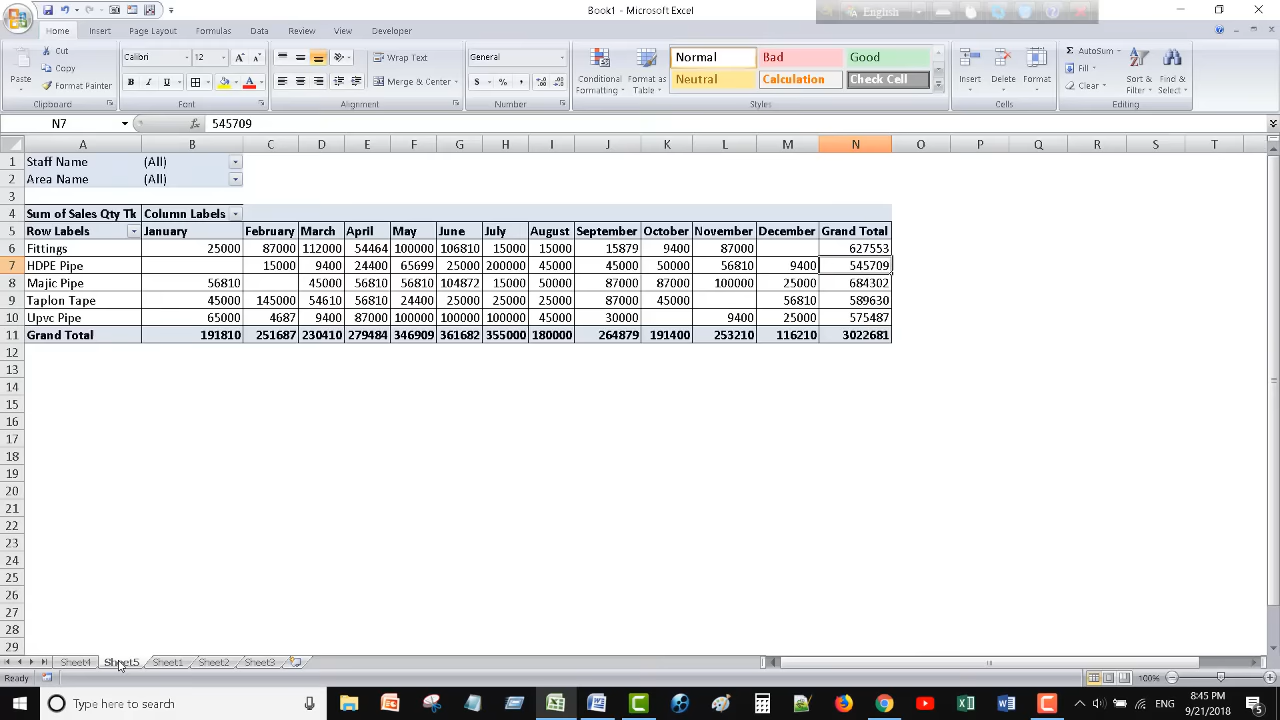 Book1 - Microsoft Excel
English
Home Insert Page Layout Formulas Data Review View Developer
Cut Copy Format Painter Paste Clipboard
Calibri 12 Font
Wrap Text Merge & Center Alignment
General Number
Conditional Formatting Format as Table
Normal Bad Good
Neutral Calculation Check Cell
Styles
Insert Delete Format Cells
AutoSum Fill Clear Sort & Filter Find & Select Editing
N7 fx 545709
A B C D E F G H I J K L M N O P Q R S T
1 Staff Name (All)
2 Area Name (All)
3
4 Sum of Sales Qty Tk Column Labels
5 Row Labels January February March April May June July August September October November December Grand Total
6 Fittings 25000 87000 112000 54464 100000 106810 15000 15000 15879 9400 87000 627553
7 HDPE Pipe 15000 9400 24400 65699 25000 200000 45000 45000 50000 56810 9400 545709
8 Majic Pipe 56810 45000 56810 56810 104872 15000 50000 87000 87000 100000 25000 684302
9 Taplon Tape 45000 145000 54610 56810 24400 25000 25000 25000 87000 45000 56810 589630
10 Upvc Pipe 65000 4687 9400 87000 100000 100000 100000 45000 30000 9400 25000 575487
11 Grand Total 191810 251687 230410 279484 346909 361682 355000 180000 264879 191400 253210 116210 3022681
12
13
14
15
16
17
18
19
20
21
22
23
24
25
26
27
28
29
Sheet4 Sheet5 Sheet1 Sheet2 Sheet3
Ready 100%
Type here to search
ENG 8:45 PM
9/21/2018 5